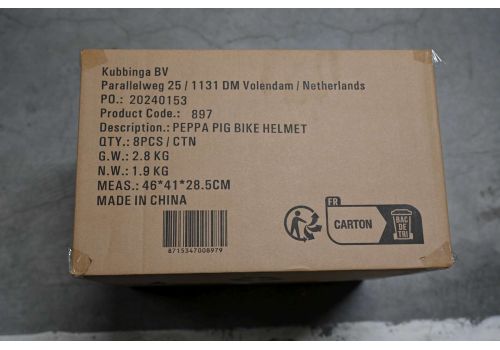 Kubbinga BV
Parallelweg 25 / 1131 DM Volendam / Netherlands
PO.: 20240153
Product Code.: 897
Description.: PEPPA PIG BIKE HELMET
QTY.: 8PCS / CTN
G.W.: 2.8 KG
N.W.: 1.9 KG
MEAS.: 46*41*28.5CM
MADE IN CHINA
8715347008979
FR
CARTON
BAC
DE
TRI